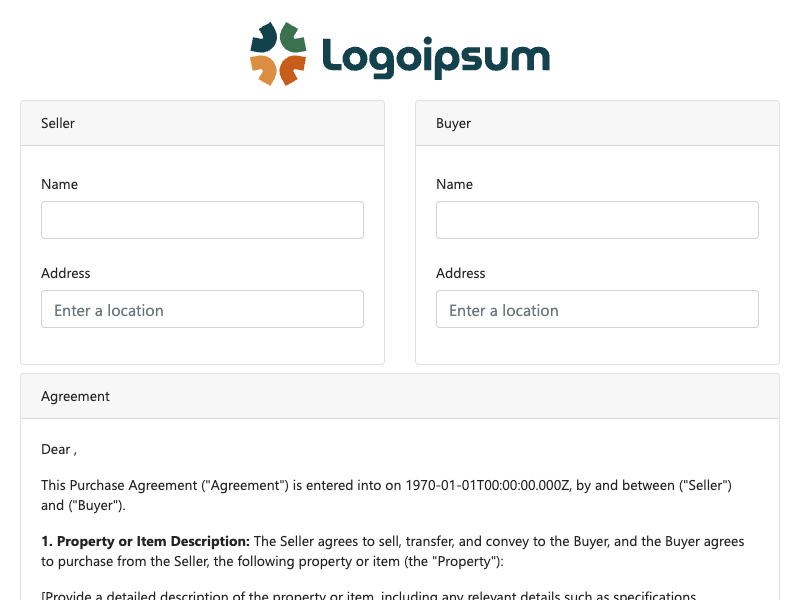 Logoipsum
Seller
Buyer
Name
Name
Address
Address
Enter a location
Enter a location
Agreement
Dear ,
This Purchase Agreement ("Agreement") is entered into on 1970-01-01T00:00:00.000Z, by and between ("Seller")
and ("Buyer").
1. Property or Item Description: The Seller agrees to sell, transfer, and convey to the Buyer, and the Buyer agrees
to purchase from the Seller, the following property or item (the "Property"):
[Provide a detailed description of the property or item, including any relevant details such as specifications,